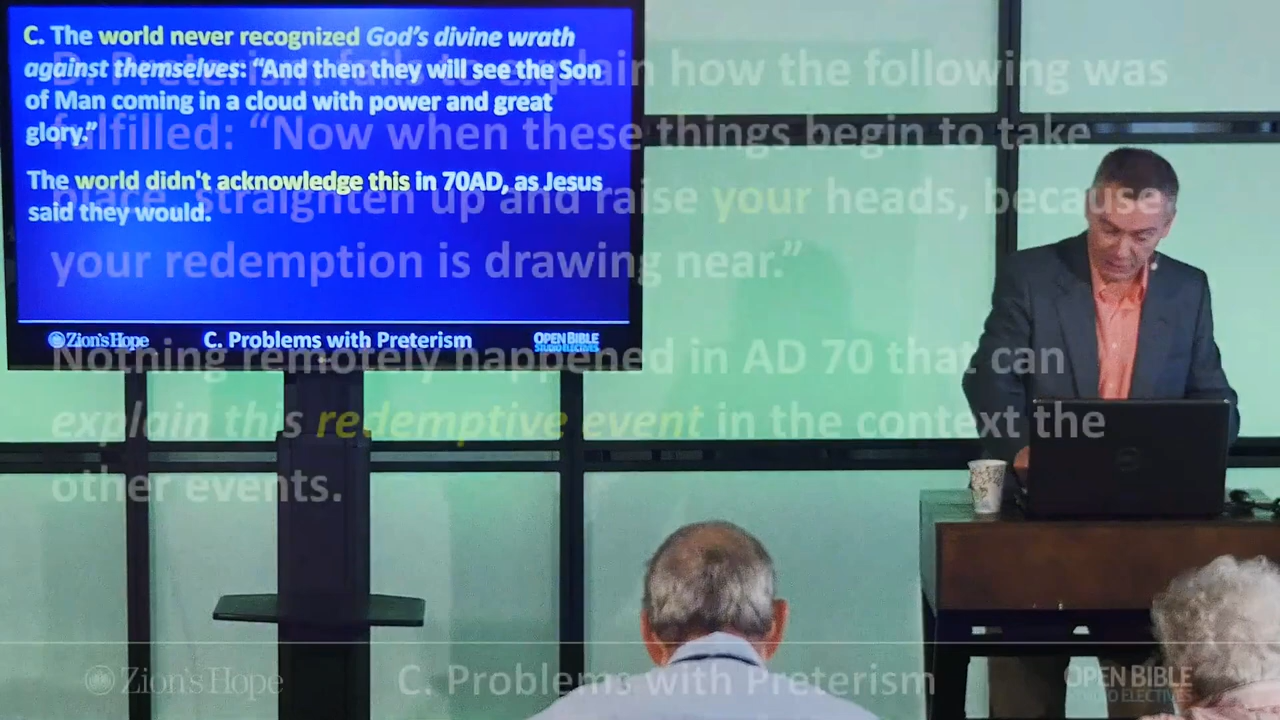 C. The world never recognized God's divine wrath
against themselves: “And then they will see the Son
of Man coming in a cloud with power and great
glory.”
The world didn't acknowledge this in 70AD, as Jesus
said they would.
Zion's Hope
C. Problems with Preterism
OPEN BIBLE
STUDIO ELECTIVES
D. Preterism fails to explain how the following was
fulfilled: “Now when these things begin to take
place, straighten up and raise your heads, because
your redemption is drawing near.”
Nothing remotely happened in AD 70 that can
explain this redemptive event in the context the
other events.
Zion's Hope
C. Problems with Preterism
OPEN BIBLE
STUDIO ELECTIVES